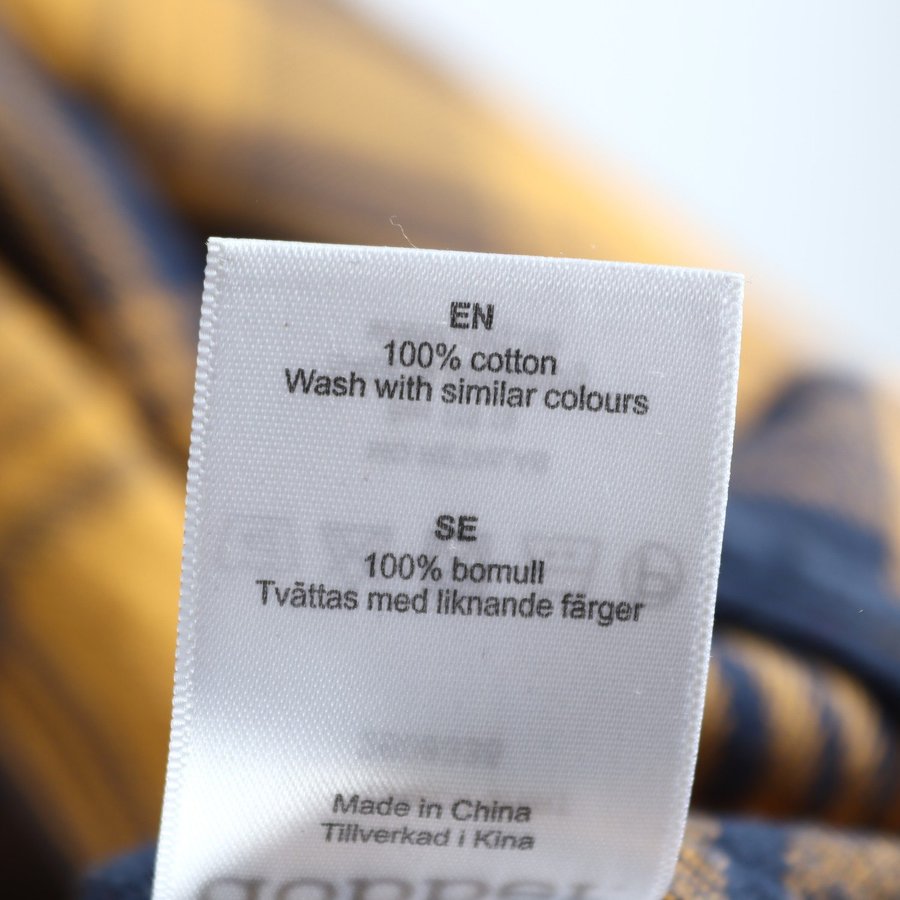 EN
100% cotton
Wash with similar colours
SE
100% bomull
Tvättas med liknande färger
Made in China
Tillverkad i Kina